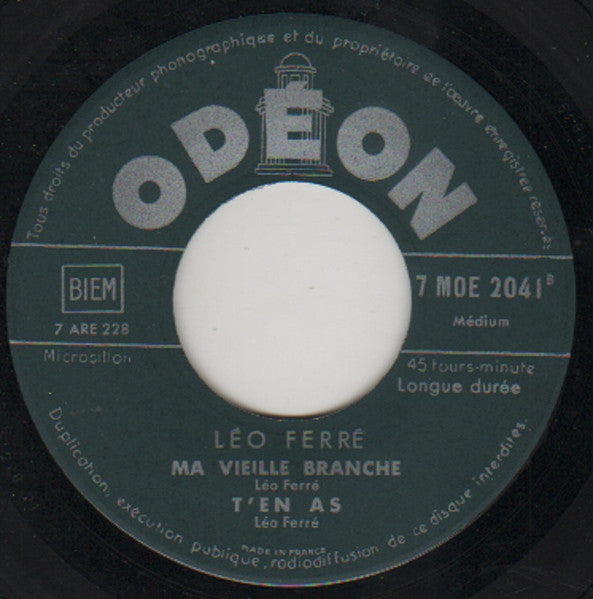 Tous droits du producteur phonographique et du propriétaire de l'œuvre enregistrée réservés
ODÉON
BIEM
7 ARE 228
7 MOE 2041 B
Médium
Microsillon
45 tours-minute
Longue durée
LÉO FERRÉ
MA VIEILLE BRANCHE
Léo Ferré
T'EN AS
Léo Ferré
MADE IN FRANCE
Duplication, exécution publique, radiodiffusion de ce disque interdites.